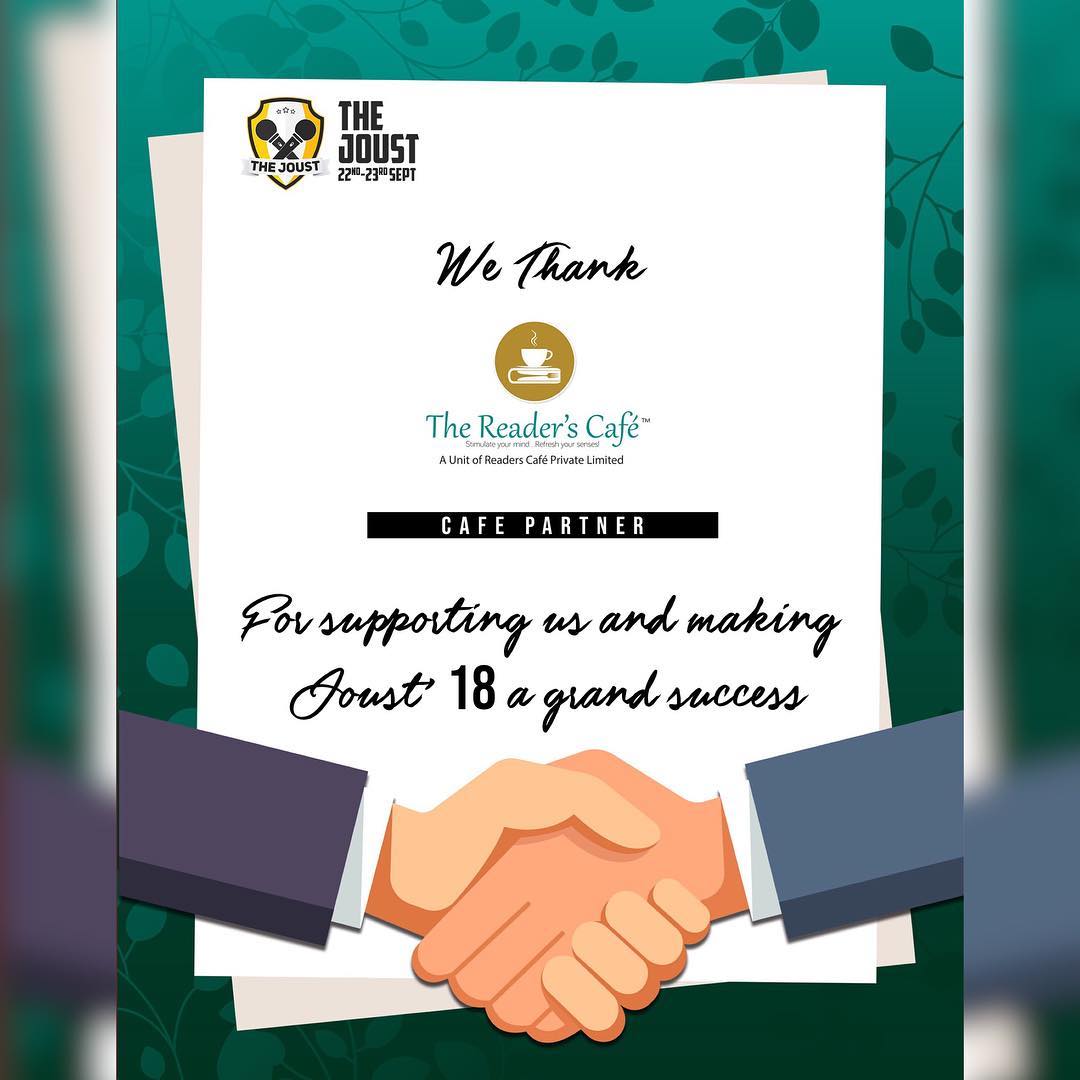 THE JOUST
THE
JOUST
22ND-23RD SEPT
We Thank
The Reader's Café™
Stimulate your mind . Refresh your senses!
A Unit of Readers Café Private Limited
CAFE PARTNER
For supporting us and making
Joust' 18 a grand success